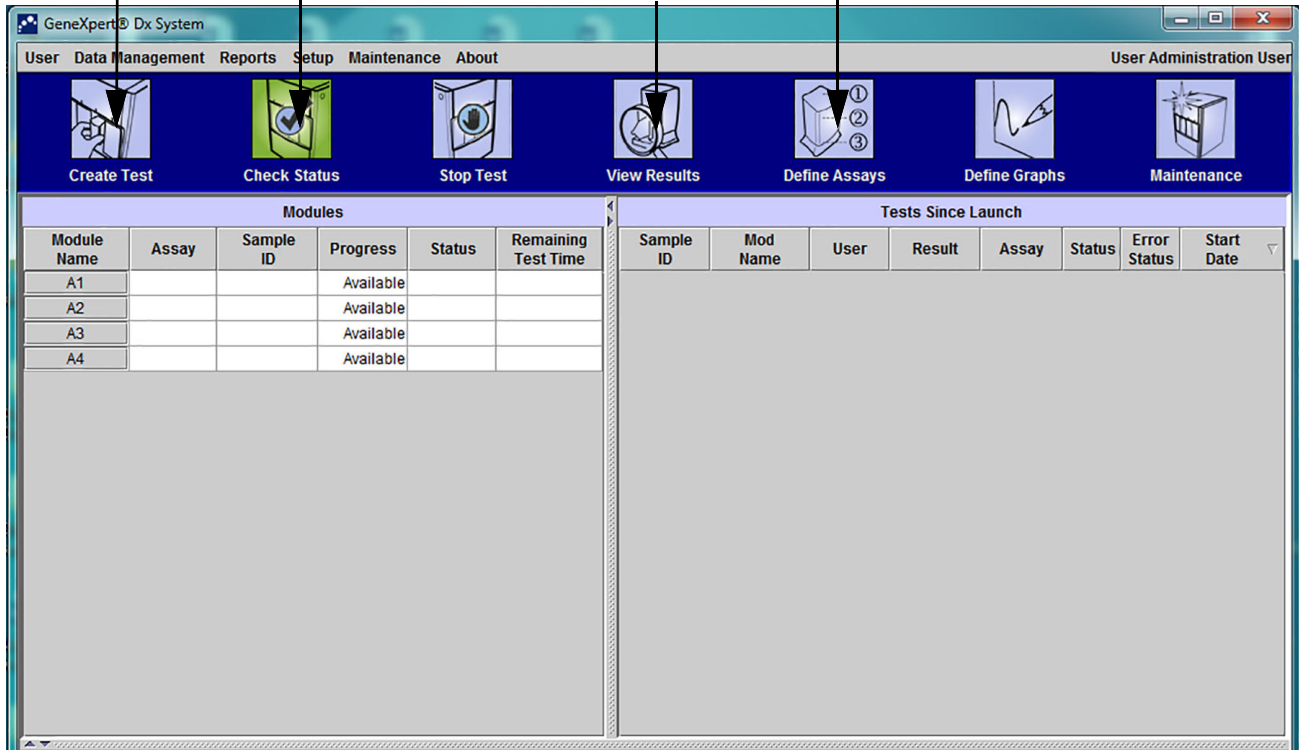 GeneXpert® Dx System
User Data Management Reports Setup Maintenance About User Administration User
① ② ③
Create Test Check Status Stop Test View Results Define Assays Define Graphs Maintenance
Modules
Module Name Assay Sample ID Progress Status Remaining Test Time
A1 Available
A2 Available
A3 Available
A4 Available
Tests Since Launch
Sample ID Mod Name User Result Assay Status Error Status Start Date